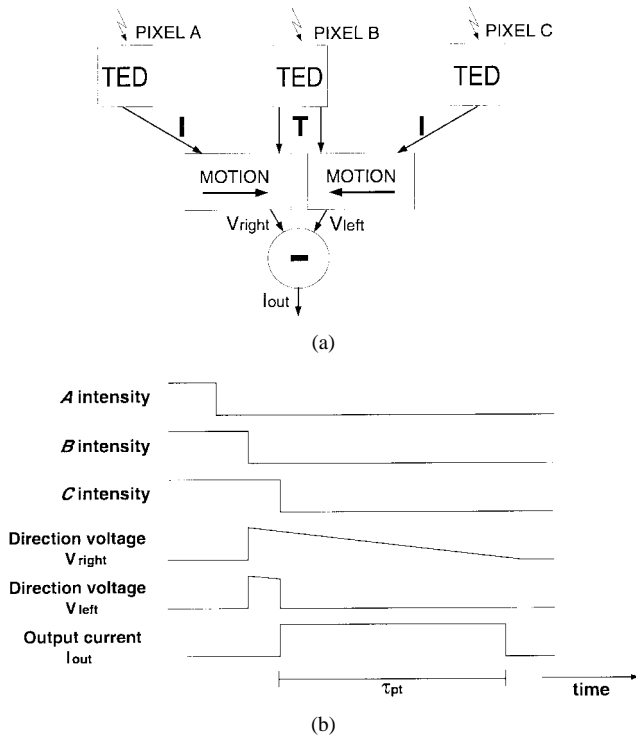 PIXEL A
PIXEL B
PIXEL C
TED
TED
TED
I
T
I
MOTION
MOTION
Vright
Vleft
-
Iout
(a)
A intensity
B intensity
C intensity
Direction voltage
Vright
Direction voltage
Vleft
Output current
Iout
τpt
time
(b)